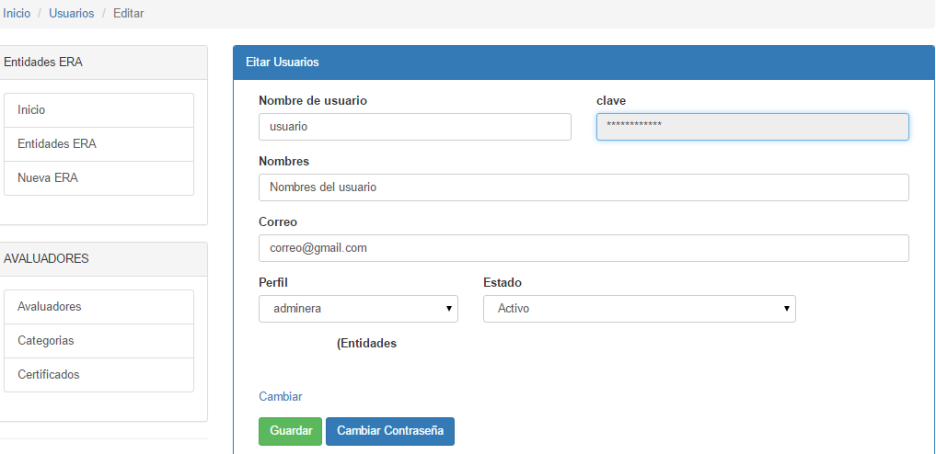 Inicio / Usuarios / Editar
Entidades ERA
Inicio
Entidades ERA
Nueva ERA
AVALUADORES
Avaluadores
Categorias
Certificados
Eitar Usuarios
Nombre de usuario clave
usuario ************
Nombres
Nombres del usuario
Correo
correo@gmail.com
Perfil Estado
adminera Activo
(Entidades
Cambiar
Guardar Cambiar Contraseña